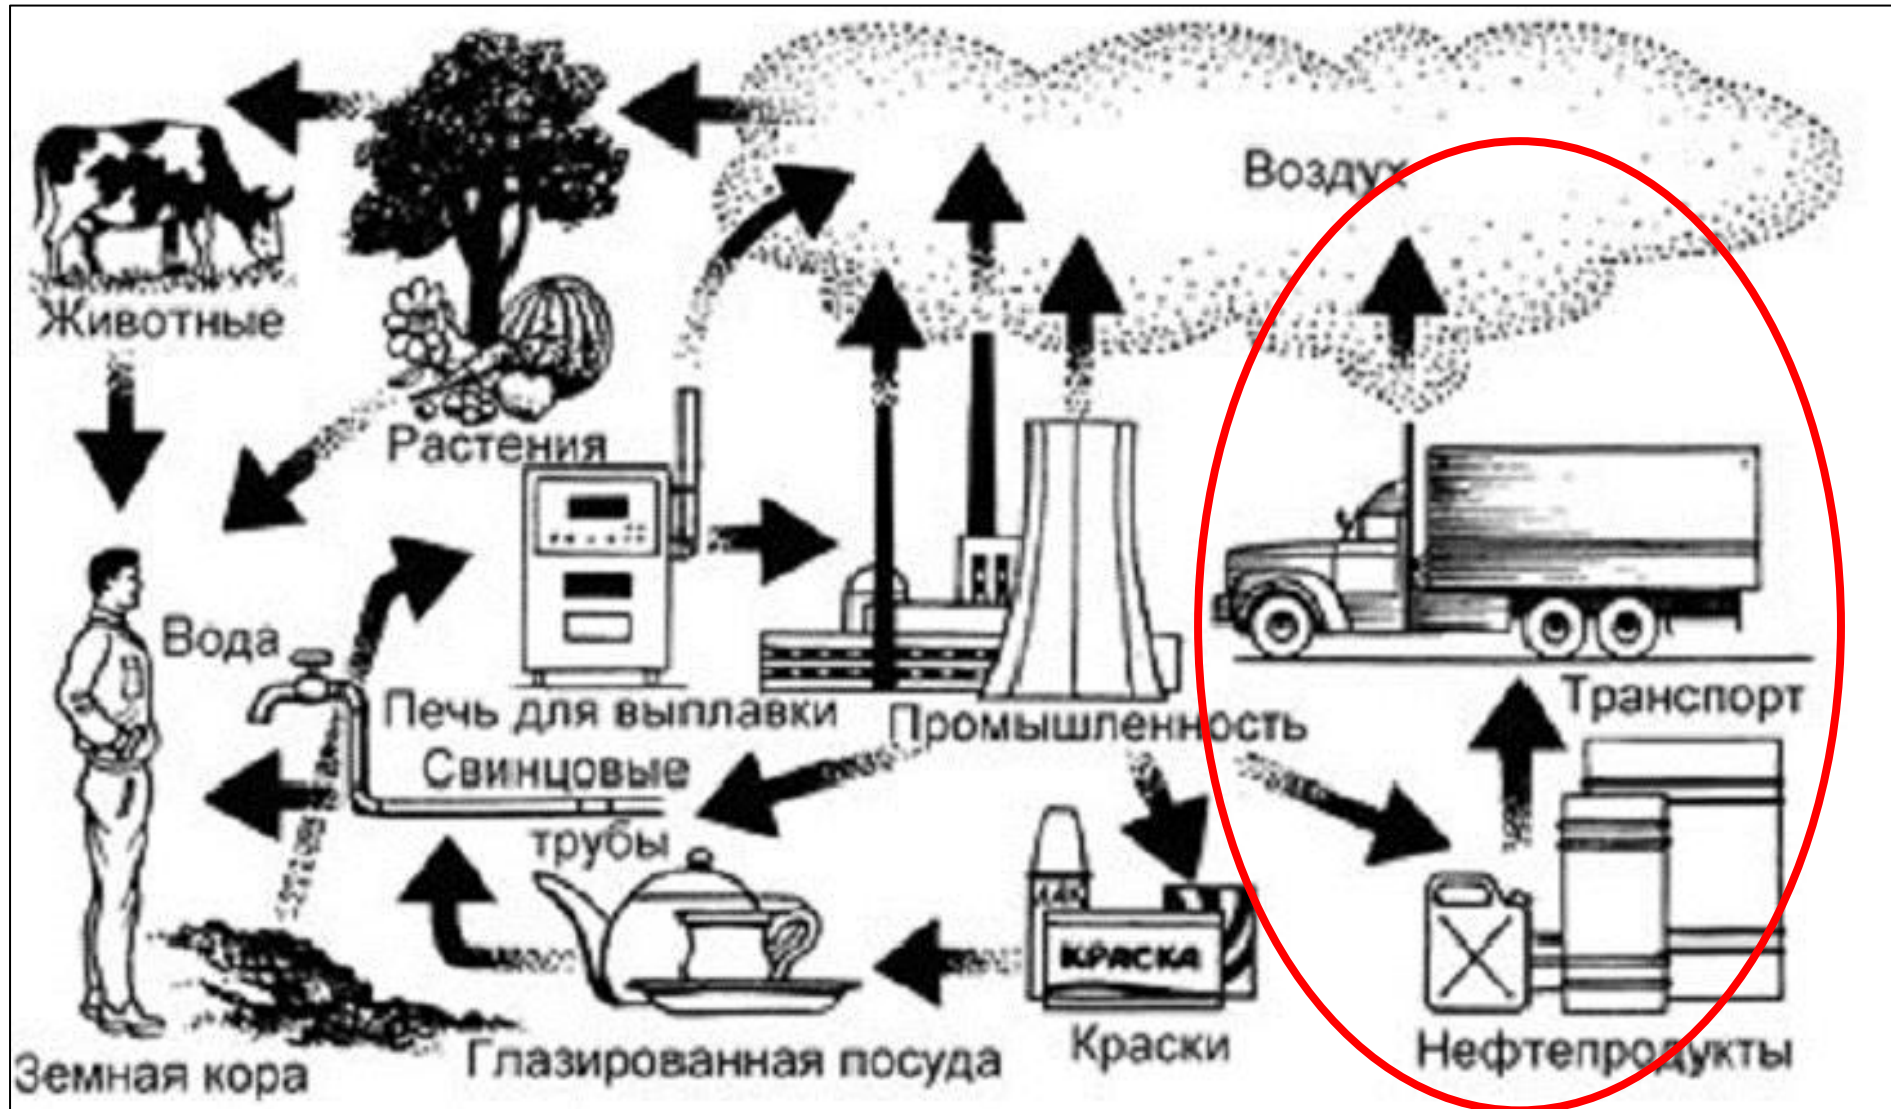 Воздух
Животные
Растения
Вода
Печь для выплавки
Промышленность
Транспорт
Свинцовые
трубы
КРАСКА
Земная кора
Глазированная посуда
Краски
Нефтепродукты